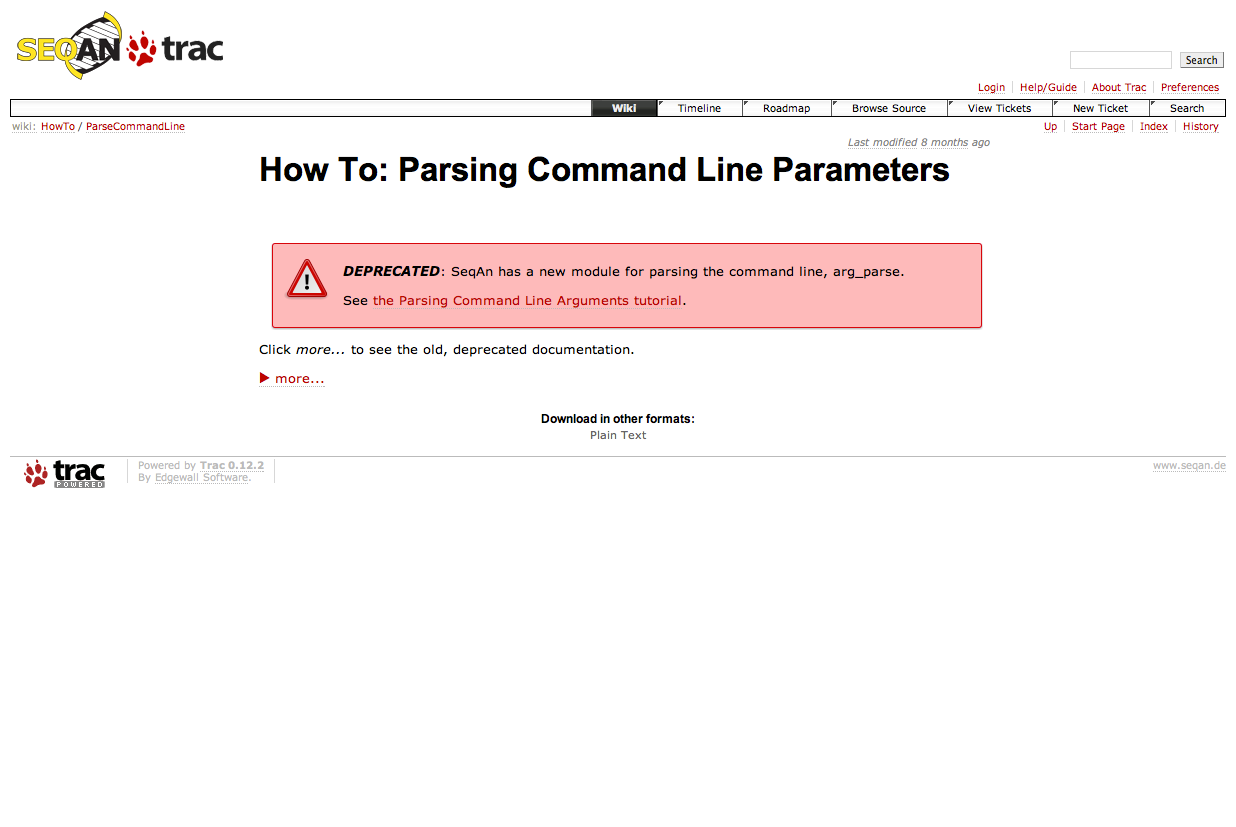 SEQAN trac
Search
Login Help/Guide About Trac Preferences
Wiki Timeline Roadmap Browse Source View Tickets New Ticket Search
wiki: HowTo / ParseCommandLine Up Start Page Index History
Last modified 8 months ago
How To: Parsing Command Line Parameters
DEPRECATED: SeqAn has a new module for parsing the command line, arg_parse.
See the Parsing Command Line Arguments tutorial.
Click more... to see the old, deprecated documentation.
more...
Download in other formats:
Plain Text
trac POWERED
Powered by Trac 0.12.2
By Edgewall Software.
www.seqan.de